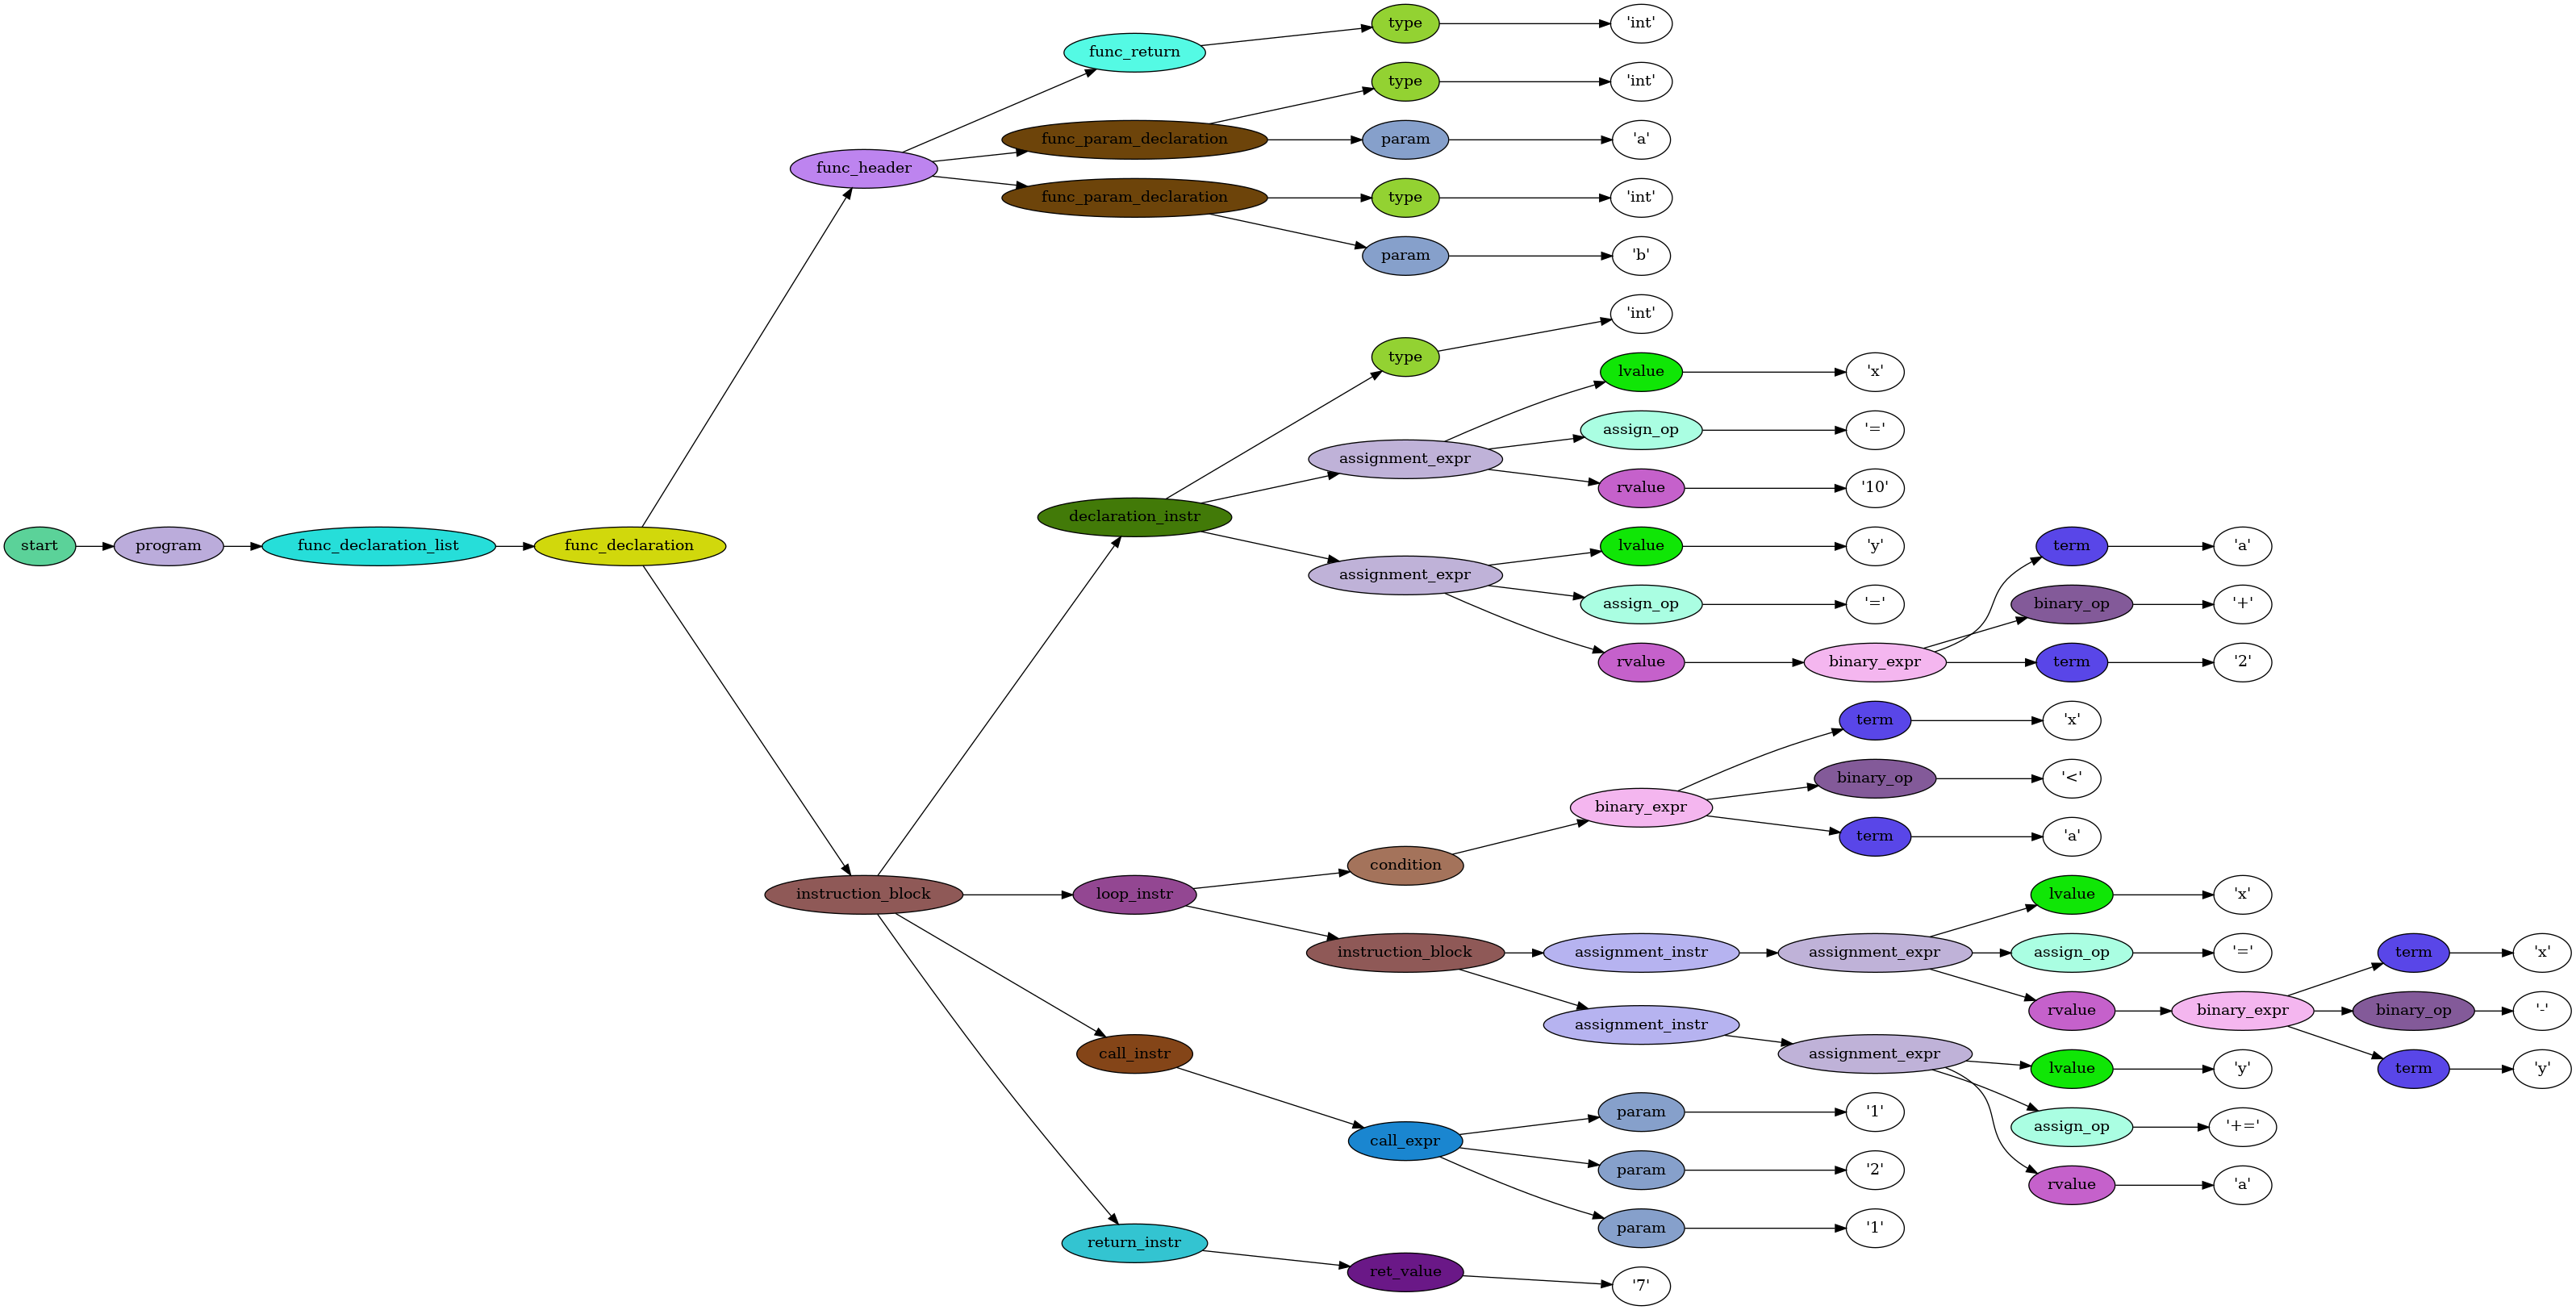 start
program
func_declaration_list
func_declaration
func_header
func_return
type
'int'
func_param_declaration
type
'int'
param
'a'
func_param_declaration
type
'int'
param
'b'
instruction_block
declaration_instr
type
'int'
assignment_expr
lvalue
'x'
assign_op
'='
rvalue
'10'
assignment_expr
lvalue
'y'
assign_op
'='
rvalue
binary_expr
term
'a'
binary_op
'+'
term
'2'
loop_instr
condition
binary_expr
term
'x'
binary_op
'<'
term
'a'
instruction_block
assignment_instr
assignment_expr
lvalue
'x'
assign_op
'='
rvalue
binary_expr
term
'x'
binary_op
'-'
term
'y'
assignment_instr
assignment_expr
lvalue
'y'
assign_op
'+='
rvalue
'a'
call_instr
call_expr
param
'1'
param
'2'
param
'1'
return_instr
ret_value
'7'